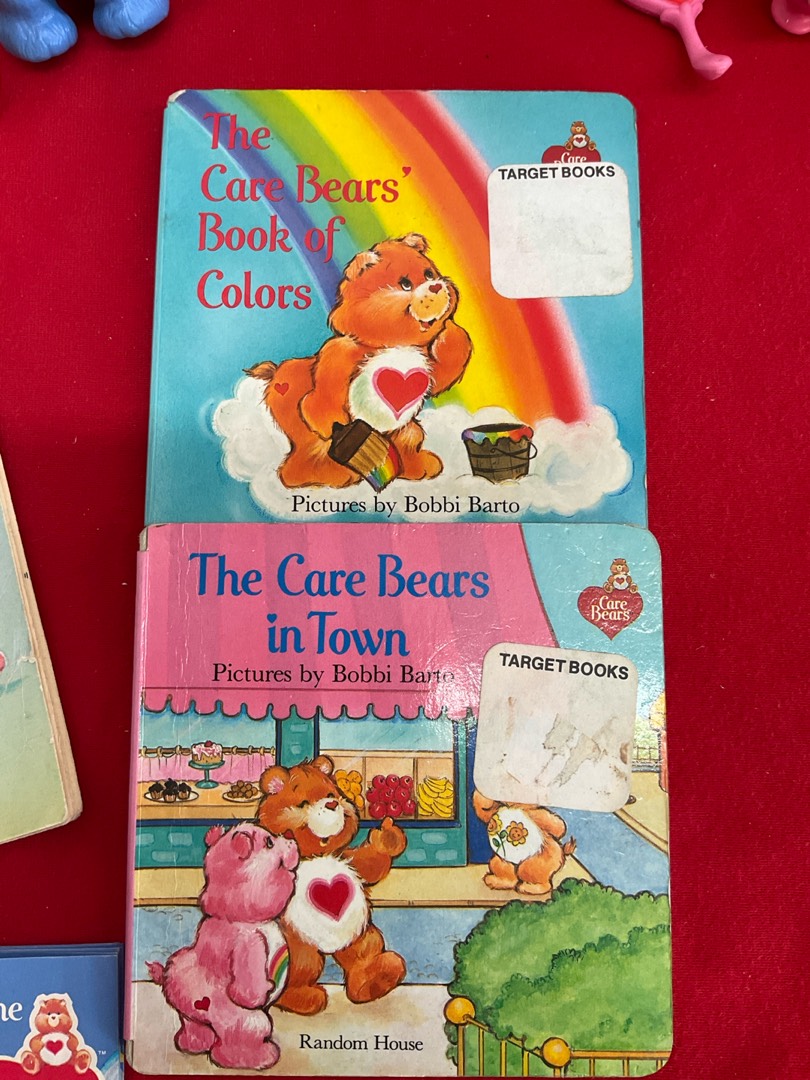 The
Care Bears'
Book of
Colors
Care
TARGET BOOKS
Pictures by Bobbi Barto
The Care Bears
in Town
Pictures by Bobbi Barto
Care
Bears
TARGET BOOKS
Random House
TM